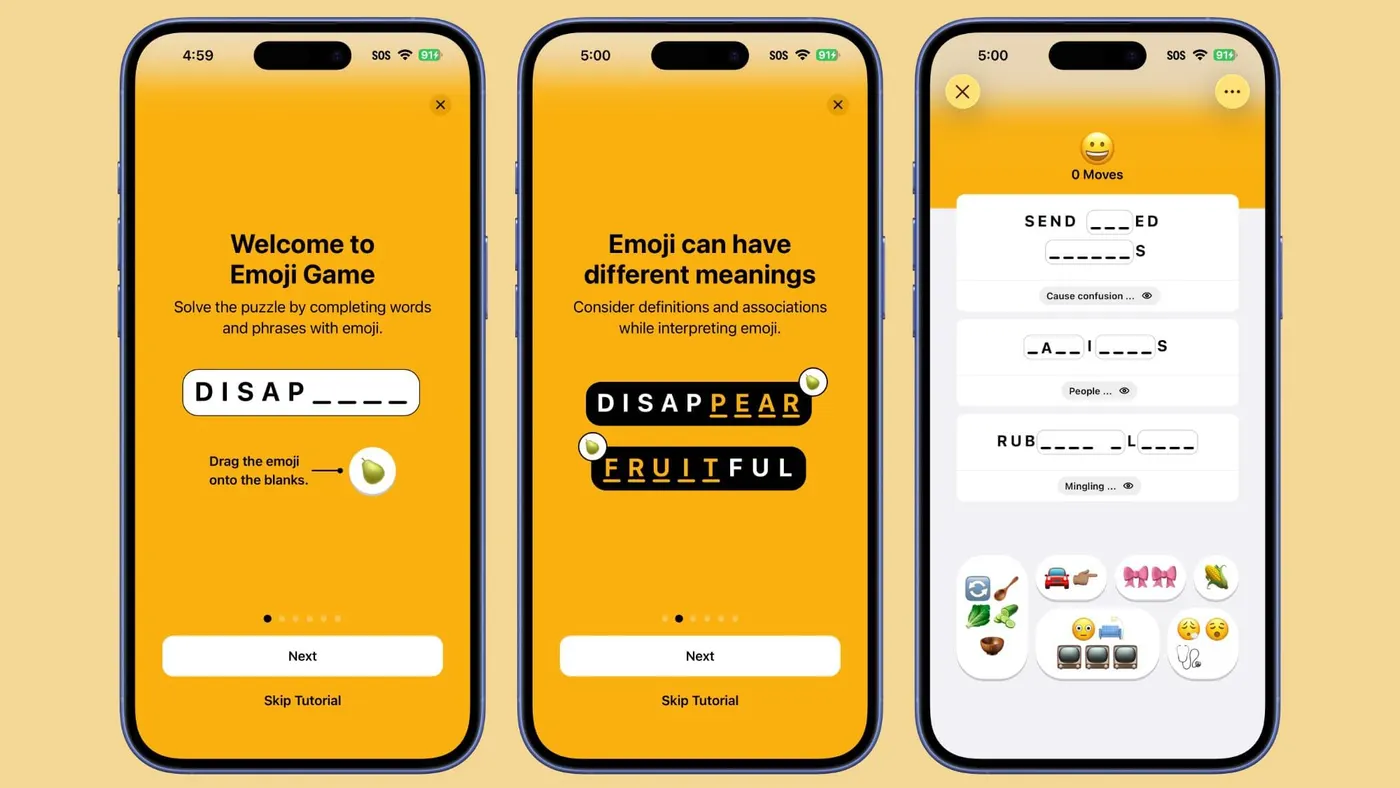 4:59
SOS
91
Welcome to
Emoji Game
Solve the puzzle by completing words
and phrases with emoji.
DISAP____
Drag the emoji
onto the blanks.
Next
Skip Tutorial
5:00
SOS
91
Emoji can have
different meanings
Consider definitions and associations
while interpreting emoji.
DISAPPEAR
FRUITFUL
Next
Skip Tutorial
5:00
SOS
91
0 Moves
SEND ___ED
______S
Cause confusion ...
_A__I____S
People ...
RUB____ _L____
Mingling ...